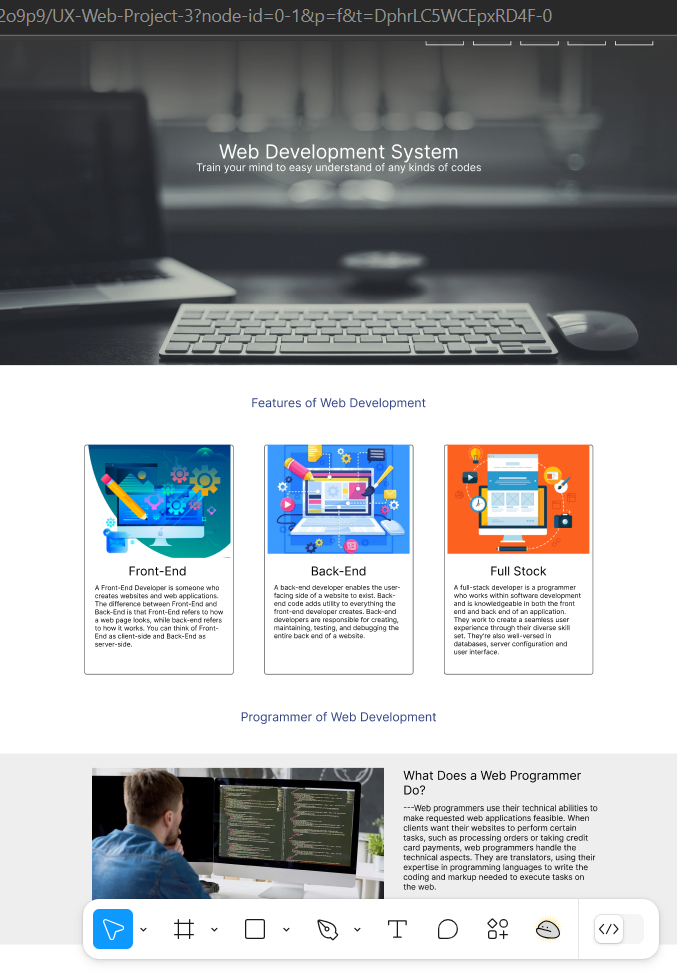 2o9p9/UX-Web-Project-3?node-id=0-1&p=f&t=DphrLC5WCEpxRD4F-0
Web Development System
Train your mind to easy understand of any kinds of codes
Features of Web Development
Front-End
A Front-End Developer is someone who
creates websites and web applications.
The difference between Front-End and
Back-End is that Front-End refers to how
a web page looks, while back-end refers
to how it works. You can think of Front-
End as client-side and Back-End as
server-side.
Back-End
A back-end developer enables the user-
facing side of a website to exist. Back-
end code adds utility to everything the
front-end developer creates. Back-end
developers are responsible for creating,
maintaining, testing, and debugging the
entire back end of a website.
Full Stock
A full-stack developer is a programmer
who works within software development
and is knowledgeable in both the front
end and back end of an application.
They work to create a seamless user
experience through their diverse skill
set. They're also well-versed in
databases, server configuration and
user interface.
Programmer of Web Development
What Does a Web Programmer
Do?
---Web programmers use their technical abilities to
make requested web applications feasible. When
clients want their websites to perform certain
tasks, such as processing orders or taking credit
card payments, web programmers handle the
technical aspects. They are translators, using their
expertise in programming languages to write the
coding and markup needed to execute tasks on
the web.